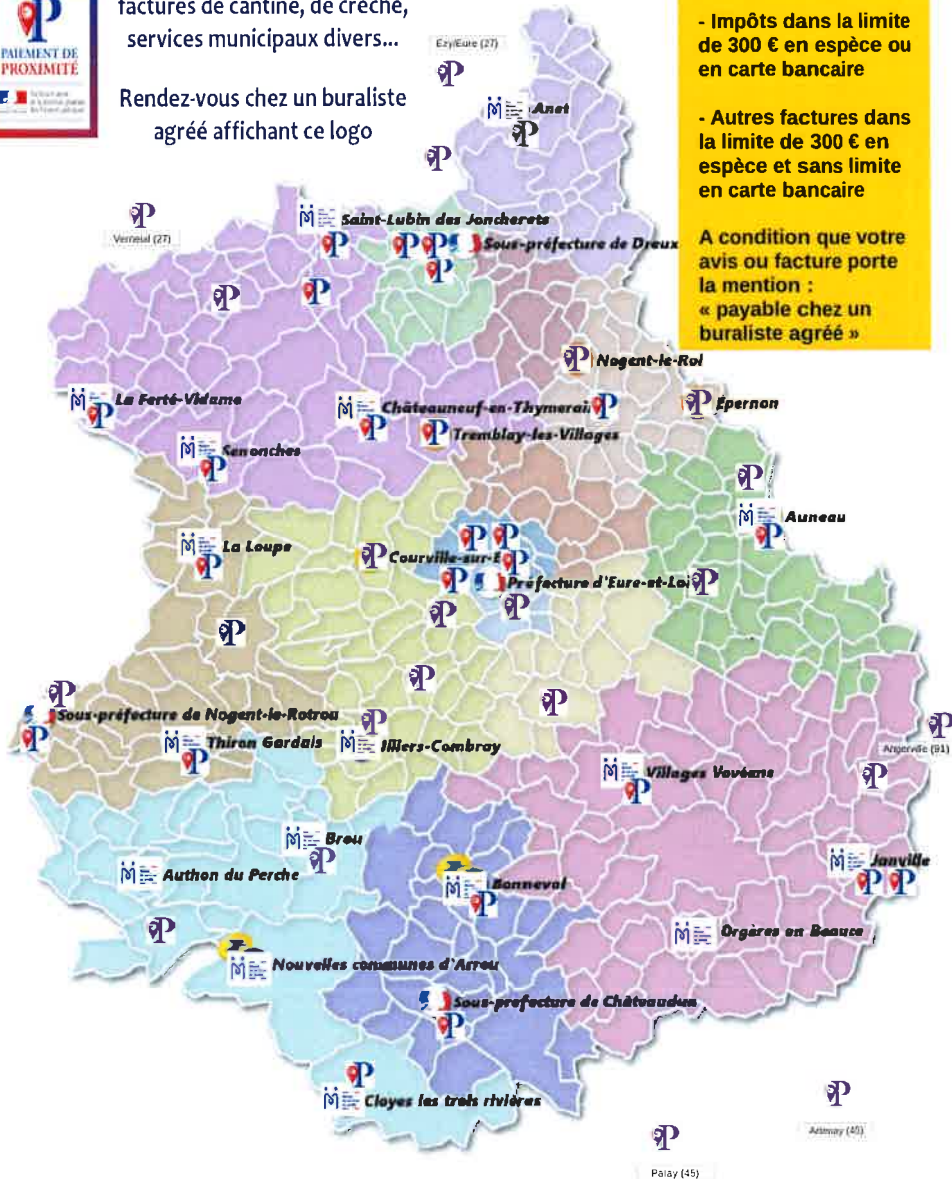 P
PAIEMENT DE
PROXIMITÉ
factures de cantine, de crèche,
services municipaux divers...
Rendez-vous chez un buraliste
agréé affichant ce logo
- Impôts dans la limite
de 300 € en espèce ou
en carte bancaire
- Autres factures dans
la limite de 300 € en
espèce et sans limite
en carte bancaire
A condition que votre
avis ou facture porte
la mention :
« payable chez un
buraliste agréé »
Ezy/Eure (27)
Anet
Verneuil (27)
Saint-Lubin des Joncherets
Sous-préfecture de Dreux
Nogent-le-Roi
La Ferté-Vidame
Châteauneuf-en-Thymerai
Épernon
Tremblay-les-Villages
Senonches
Auneau
La Loupe
Courville-sur-E
Préfecture d'Eure-et-Loi
Sous-préfecture de Nogent-le-Rotrou
Thiron Gardais
Illiers-Combray
Angerville (91)
Villages Vovéens
Brou
Janville
Authon du Perche
Bonneval
Orgères en Beauce
Nouvelles communes d'Arrou
Sous-préfecture de Châteaudun
Cloyes les trois rivières
Artenay (45)
Patay (45)